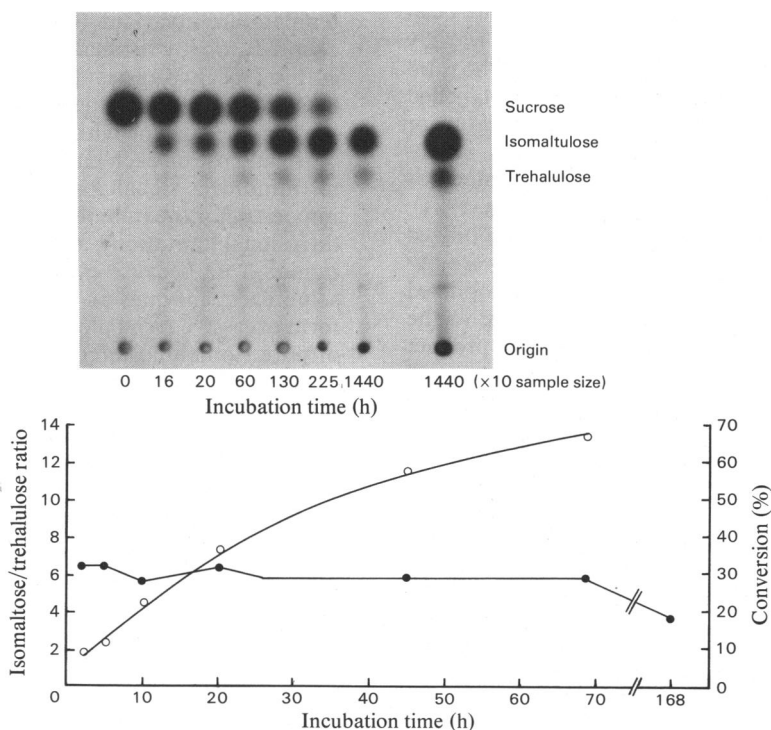 Sucrose
Isomaltulose
Trehalulose
Origin
0 16 20 60 130 225 1440 1440 (×10 sample size)
Incubation time (h)
Isomaltose/trehalulose ratio
14
12
10
8
6
4
2
0
70
60
50
40
30
20
10
0
Conversion (%)
10 20 30 40 50 60 70 168
Incubation time (h)